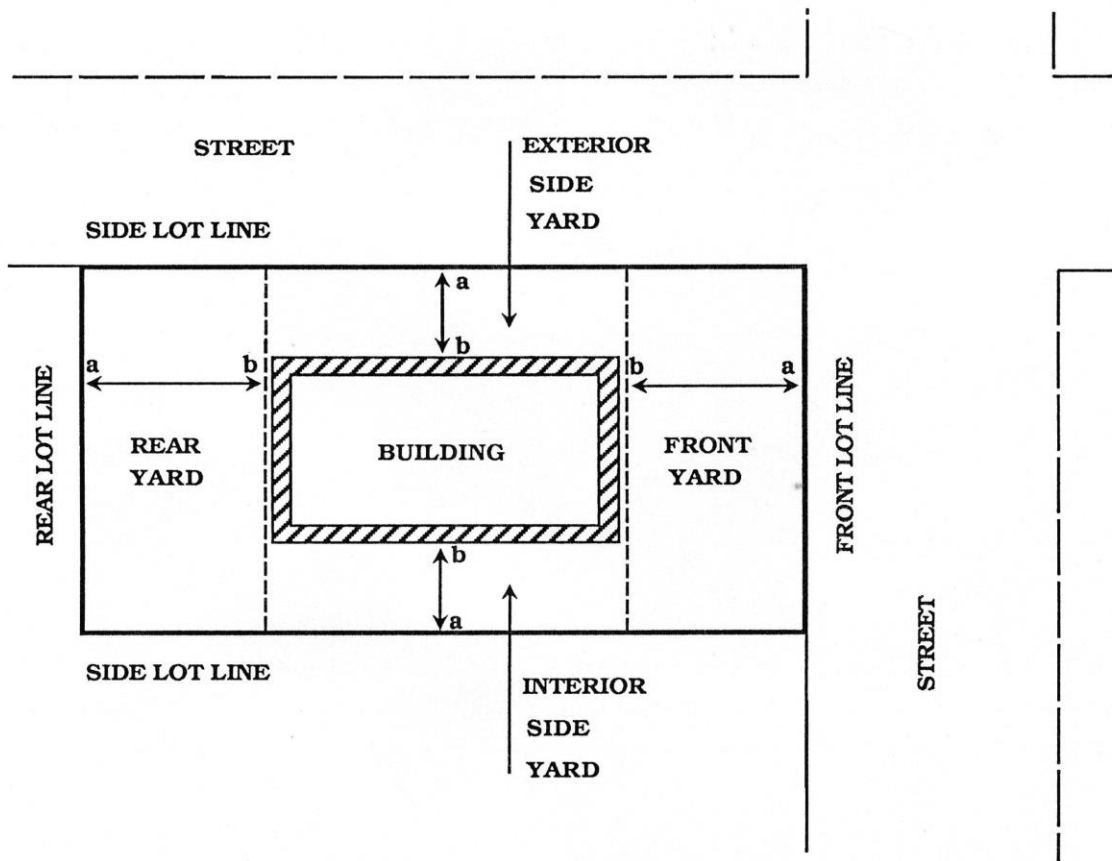 STREET
EXTERIOR
SIDE
YARD
SIDE LOT LINE
a
b
a
b
b
a
REAR LOT LINE
REAR
YARD
BUILDING
FRONT
YARD
FRONT LOT LINE
b
a
STREET
SIDE LOT LINE
INTERIOR
SIDE
YARD